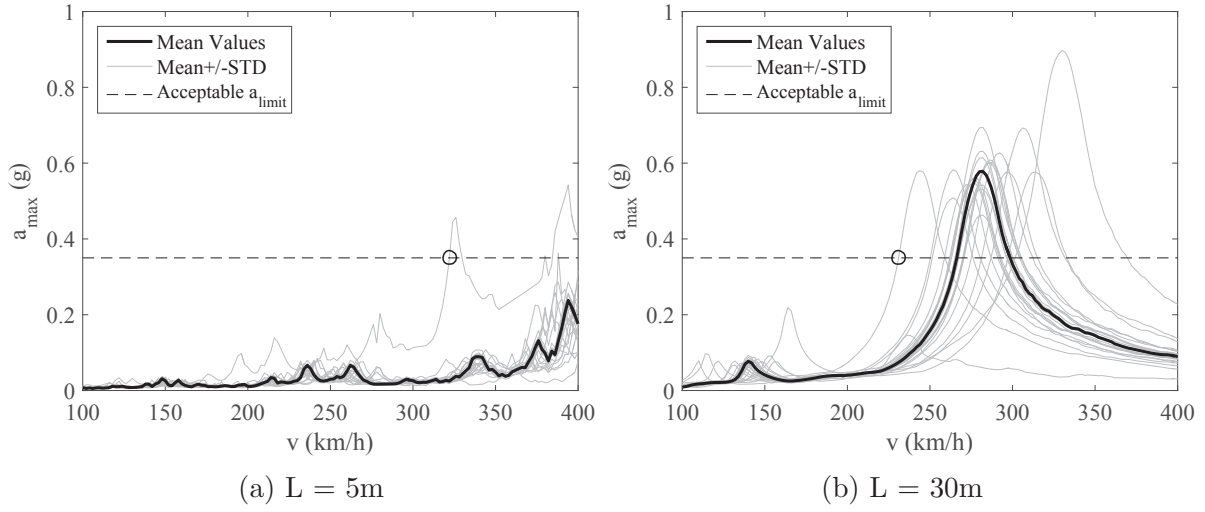 1
0.8
0.6
0.4
0.2
0
a_max (g)
Mean Values
Mean+/-STD
Acceptable a_limit
100 150 200 250 300 350 400
v (km/h)
(a) L = 5m
1
0.8
0.6
0.4
0.2
0
a_max (g)
Mean Values
Mean+/-STD
Acceptable a_limit
100 150 200 250 300 350 400
v (km/h)
(b) L = 30m